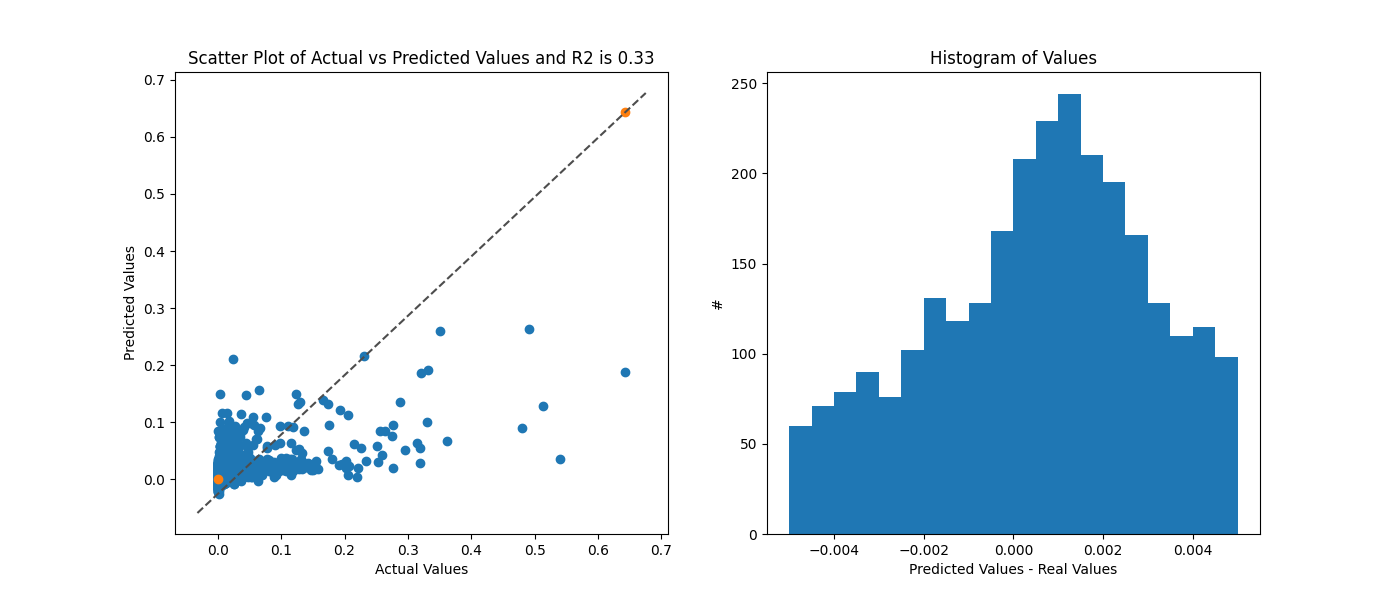 Scatter Plot of Actual vs Predicted Values and R2 is 0.33
Predicted Values
0.7
0.6
0.5
0.4
0.3
0.2
0.1
0.0
0.0 0.1 0.2 0.3 0.4 0.5 0.6 0.7
Actual Values
Histogram of Values
#
250
200
150
100
50
0
−0.004 −0.002 0.000 0.002 0.004
Predicted Values - Real Values